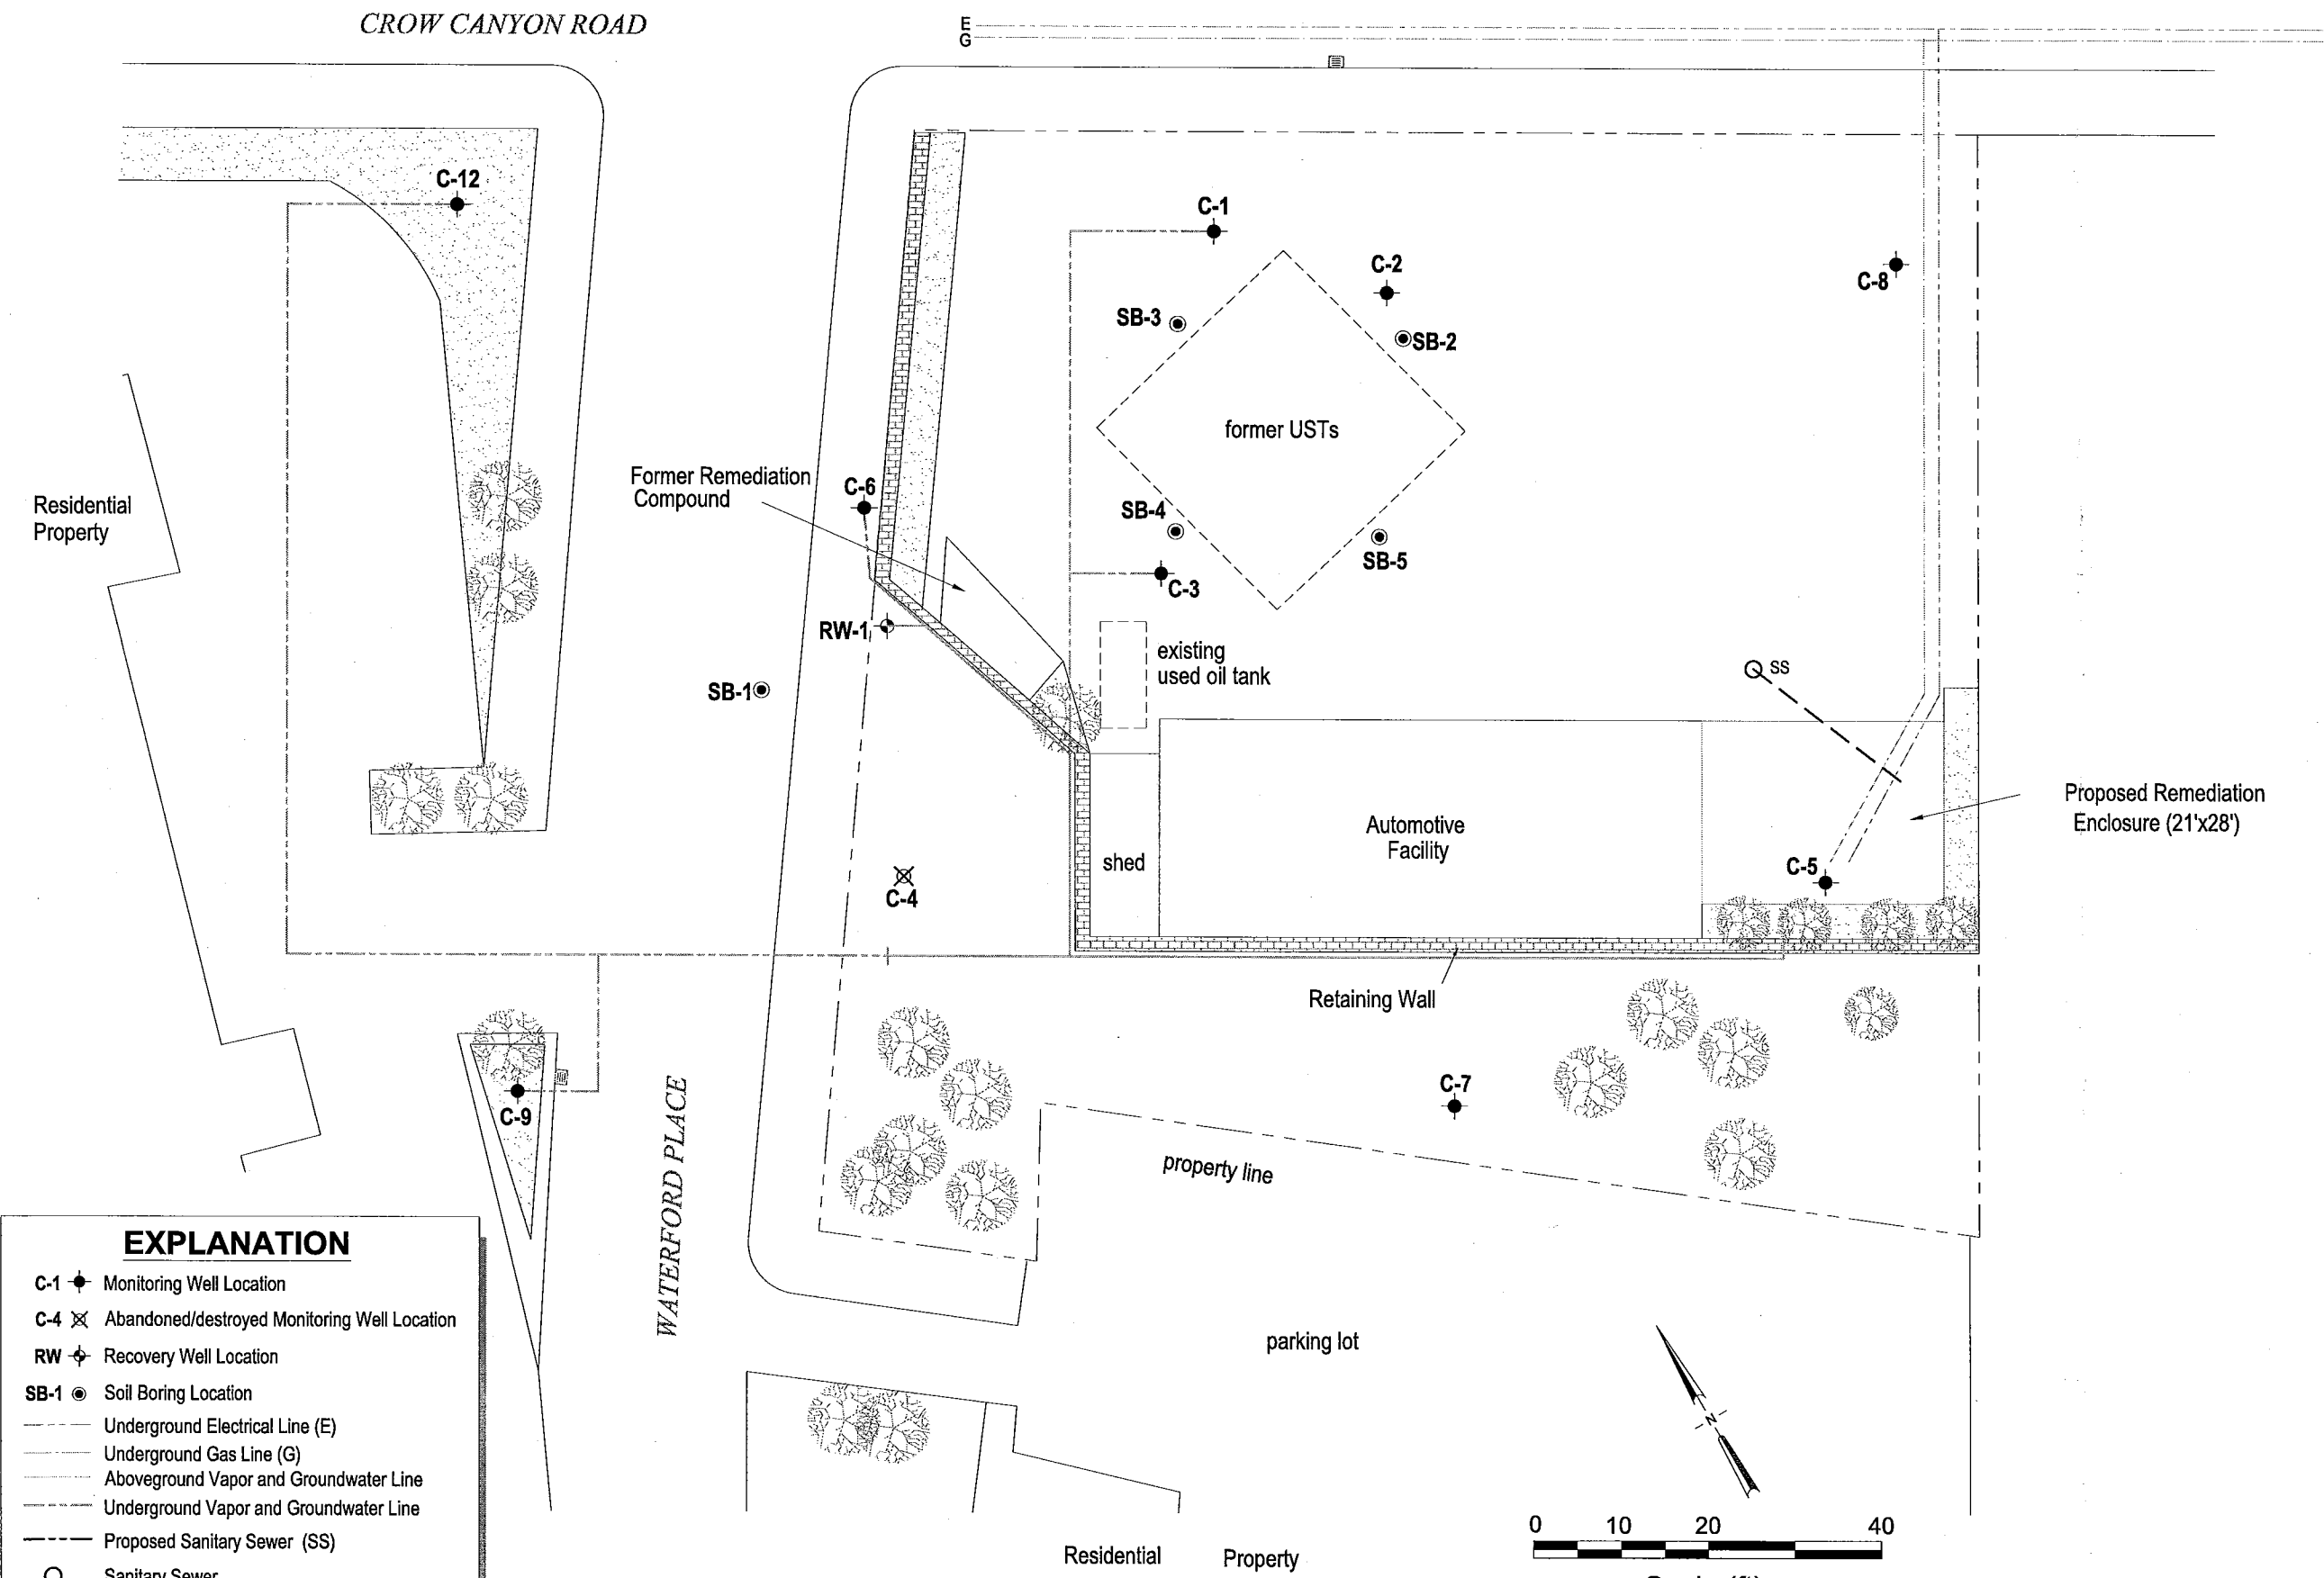 CROW CANYON ROAD
E
G
C-12
C-1
C-2
C-8
SB-3
SB-2
former USTs
Former Remediation
Compound
C-6
Residential
Property
SB-4
SB-5
C-3
RW-1
existing
used oil tank
SS
SB-1
Proposed Remediation
Enclosure (21'x28')
Automotive
Facility
shed
C-5
C-4
Retaining Wall
C-7
C-9
WATERFORD PLACE
property line
parking lot
N
EXPLANATION
C-1 Monitoring Well Location
C-4 Abandoned/destroyed Monitoring Well Location
RW Recovery Well Location
SB-1 Soil Boring Location
Underground Electrical Line (E)
Underground Gas Line (G)
Aboveground Vapor and Groundwater Line
Underground Vapor and Groundwater Line
Proposed Sanitary Sewer (SS)
Sanitary Sewer
0 10 20 40
Residential Property